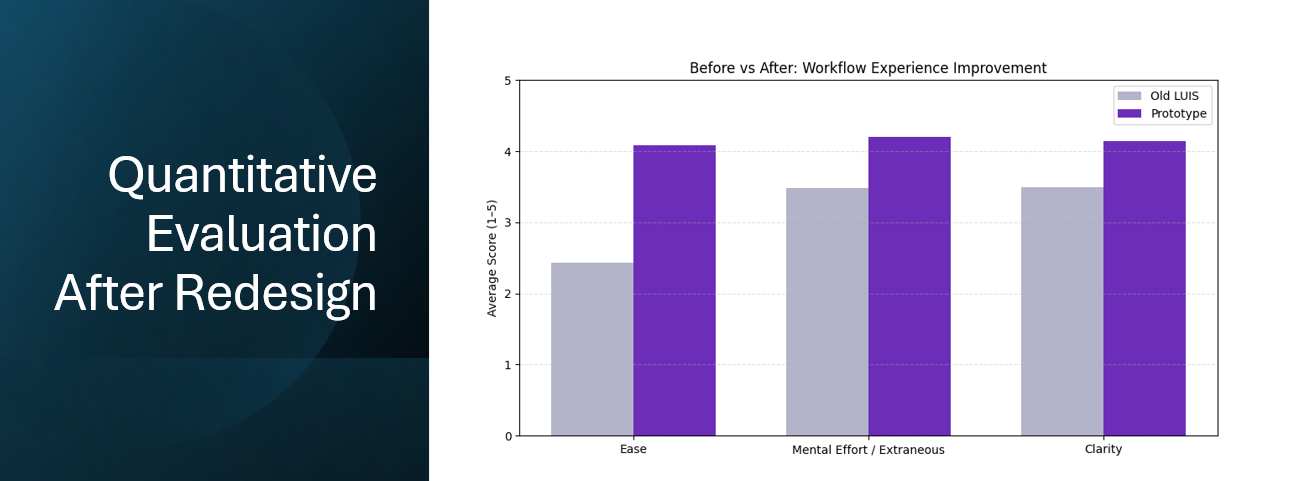 Quantitative
Evaluation
After Redesign
Before vs After: Workflow Experience Improvement
Old LUIS
Prototype
Average Score (1–5)
5
4
3
2
1
0
Ease
Mental Effort / Extraneous
Clarity